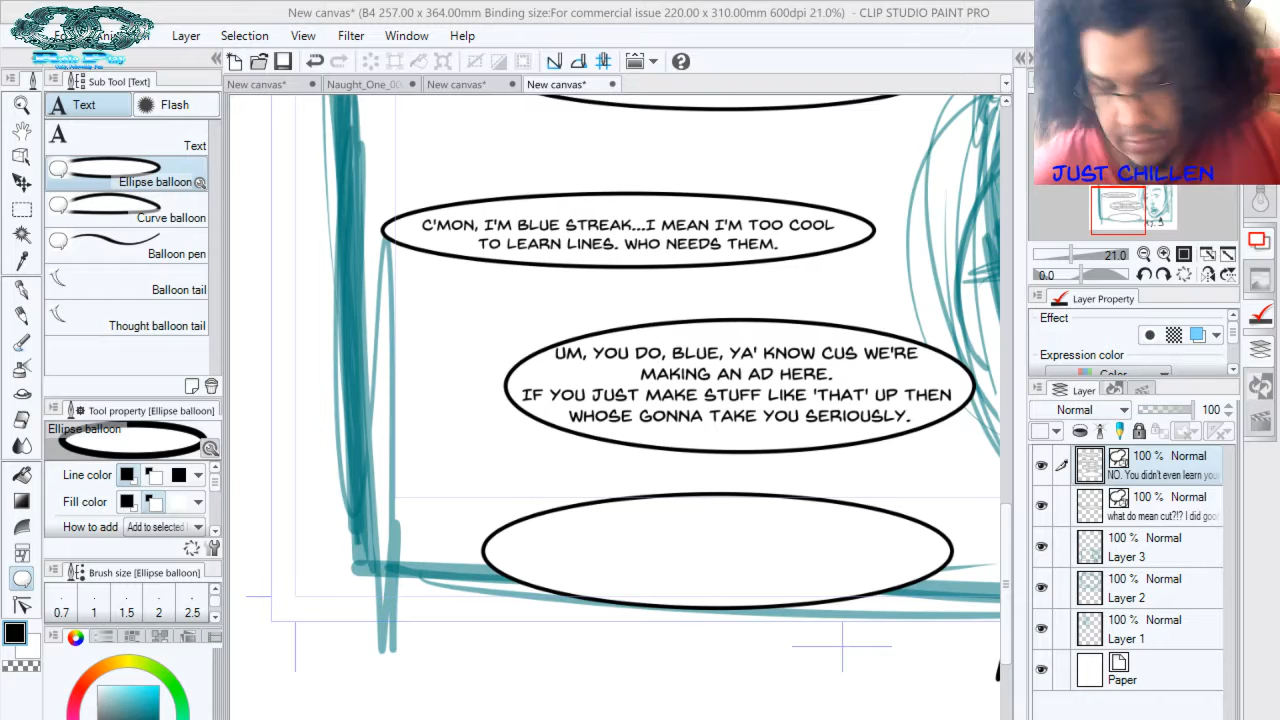 New canvas* (B4 257.00 x 364.00mm Binding size:For commercial issue 220.00 x 310.00mm 600dpi 21.0%) - CLIP STUDIO PAINT PRO
Layer Selection View Filter Window Help
Sub Tool [Text]
New canvas* Naught_One_00 New canvas* New canvas*
Text Flash
Text
Ellipse balloon
Curve balloon
Balloon pen
Balloon tail
Thought balloon tail
Tool property [Ellipse balloon]
Ellipse balloon
Line color
Fill color
How to add Add to selected l
Brush size [Ellipse balloon]
0.7 1 1.5 2 2.5
C'MON, I'M BLUE STREAK...I MEAN I'M TOO COOL
TO LEARN LINES. WHO NEEDS THEM.
UM, YOU DO, BLUE, YA' KNOW CUS WE'RE
MAKING AN AD HERE.
IF YOU JUST MAKE STUFF LIKE 'THAT' UP THEN
WHOSE GONNA TAKE YOU SERIOUSLY.
JUST CHILLEN
21.0
0.0
Layer Property
Effect
Expression color
Color
Layer
Normal 100
100 % Normal
NO. You didn't even learn you
100 % Normal
what do mean cut?!? I did goo
100 % Normal
Layer 3
100 % Normal
Layer 2
100 % Normal
Layer 1
Paper